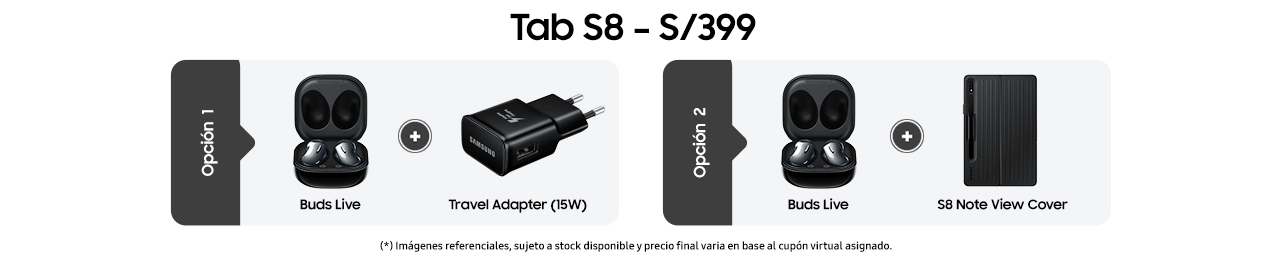 Tab S8 – S/399
Opción 1
SAMSUNG
Buds Live
Travel Adapter (15W)
Opción 2
Buds Live
S8 Note View Cover
(*) Imágenes referenciales, sujeto a stock disponible y precio final varia en base al cupón virtual asignado.